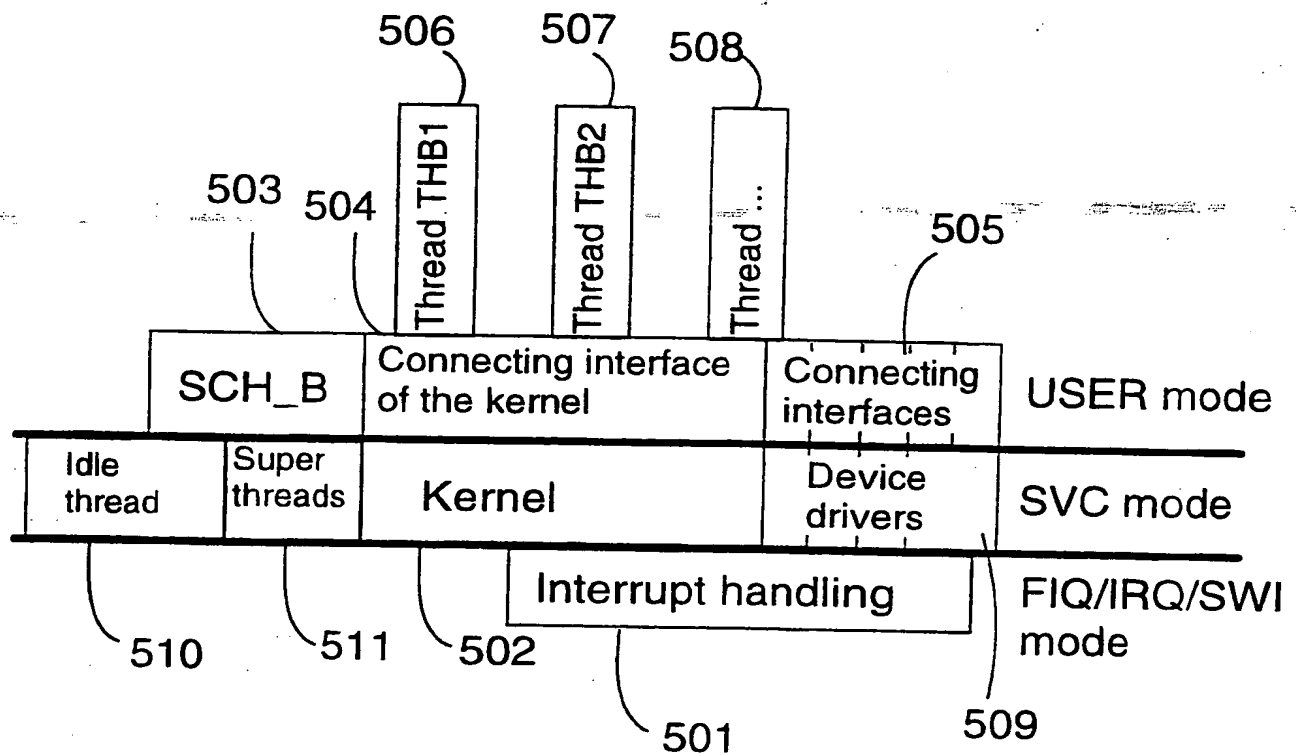 506
507
508
Thread THB1
Thread THB2
Thread ...
503
504
505
SCH_B
Connecting interface
of the kernel
Connecting
interfaces
USER mode
Idle
thread
Super
threads
Kernel
Device
drivers
SVC mode
Interrupt handling
FIQ/IRQ/SWI
mode
510
511
502
501
509